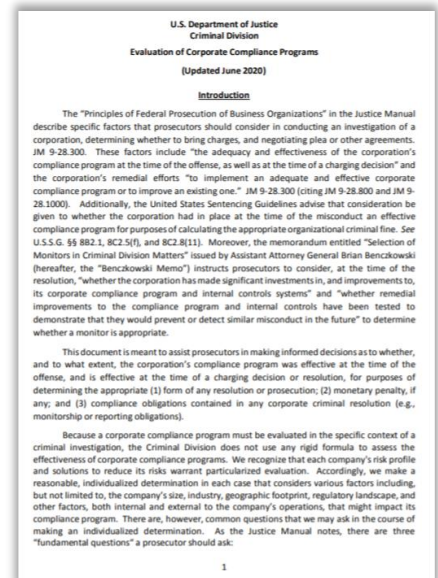 U.S. Department of Justice
Criminal Division
Evaluation of Corporate Compliance Programs
(Updated June 2020)
Introduction
The "Principles of Federal Prosecution of Business Organizations" in the Justice Manual
describe specific factors that prosecutors should consider in conducting an investigation of a
corporation, determining whether to bring charges, and negotiating plea or other agreements.
JM 9-28.300. These factors include "the adequacy and effectiveness of the corporation's
compliance program at the time of the offense, as well as at the time of a charging decision" and
the corporation's remedial efforts "to implement an adequate and effective corporate
compliance program or to improve an existing one." JM 9-28.300 (citing JM 9-28.800 and JM 9-
28.1000). Additionally, the United States Sentencing Guidelines advise that consideration be
given to whether the corporation had in place at the time of the misconduct an effective
compliance program for purposes of calculating the appropriate organizational criminal fine. See
U.S.S.G. §§ 8B2.1, 8C2.5(f), and 8C2.8(11). Moreover, the memorandum entitled "Selection of
Monitors in Criminal Division Matters" issued by Assistant Attorney General Brian Benczkowski
(hereafter, the "Benczkowski Memo") instructs prosecutors to consider, at the time of the
resolution, "whether the corporation has made significant investments in, and improvements to,
its corporate compliance program and internal controls systems" and "whether remedial
improvements to the compliance program and internal controls have been tested to
demonstrate that they would prevent or detect similar misconduct in the future" to determine
whether a monitor is appropriate.
This document is meant to assist prosecutors in making informed decisions as to whether,
and to what extent, the corporation's compliance program was effective at the time of the
offense, and is effective at the time of a charging decision or resolution, for purposes of
determining the appropriate (1) form of any resolution or prosecution; (2) monetary penalty, if
any; and (3) compliance obligations contained in any corporate criminal resolution (e.g.,
monitorship or reporting obligations).
Because a corporate compliance program must be evaluated in the specific context of a
criminal investigation, the Criminal Division does not use any rigid formula to assess the
effectiveness of corporate compliance programs. We recognize that each company's risk profile
and solutions to reduce its risks warrant particularized evaluation. Accordingly, we make a
reasonable, individualized determination in each case that considers various factors including,
but not limited to, the company's size, industry, geographic footprint, regulatory landscape, and
other factors, both internal and external to the company's operations, that might impact its
compliance program. There are, however, common questions that we may ask in the course of
making an individualized determination. As the Justice Manual notes, there are three
"fundamental questions" a prosecutor should ask:
1